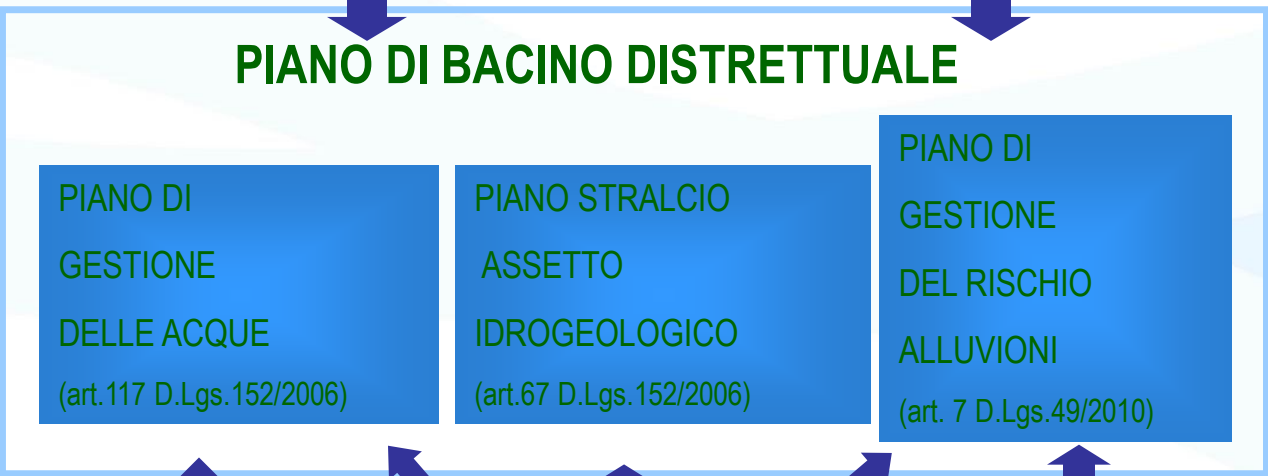 PIANO DI BACINO DISTRETTUALE
PIANO DI
GESTIONE
DELLE ACQUE
(art.117 D.Lgs.152/2006)
PIANO STRALCIO
ASSETTO
IDROGEOLOGICO
(art.67 D.Lgs.152/2006)
PIANO DI
GESTIONE
DEL RISCHIO
ALLUVIONI
(art. 7 D.Lgs.49/2010)